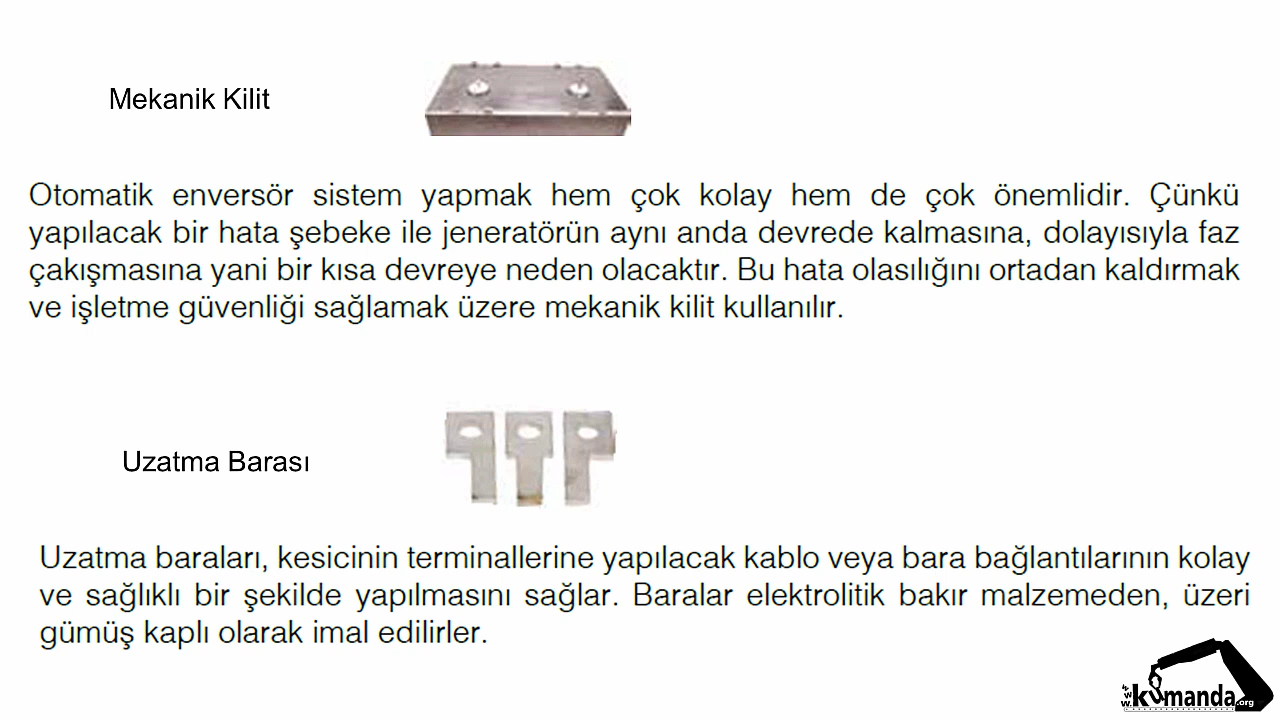 Mekanik Kilit
Otomatik enversör sistem yapmak hem çok kolay hem de çok önemlidir. Çünkü
yapılacak bir hata şebeke ile jeneratörün aynı anda devrede kalmasına, dolayısıyla faz
çakışmasına yani bir kısa devreye neden olacaktır. Bu hata olasılığını ortadan kaldırmak
ve işletme güvenliği sağlamak üzere mekanik kilit kullanılır.
Uzatma Barası
Uzatma baraları, kesicinin terminallerine yapılacak kablo veya bara bağlantılarının kolay
ve sağlıklı bir şekilde yapılmasını sağlar. Baralar elektrolitik bakır malzemeden, üzeri
gümüş kaplı olarak imal edilirler.
www.kumanda.org